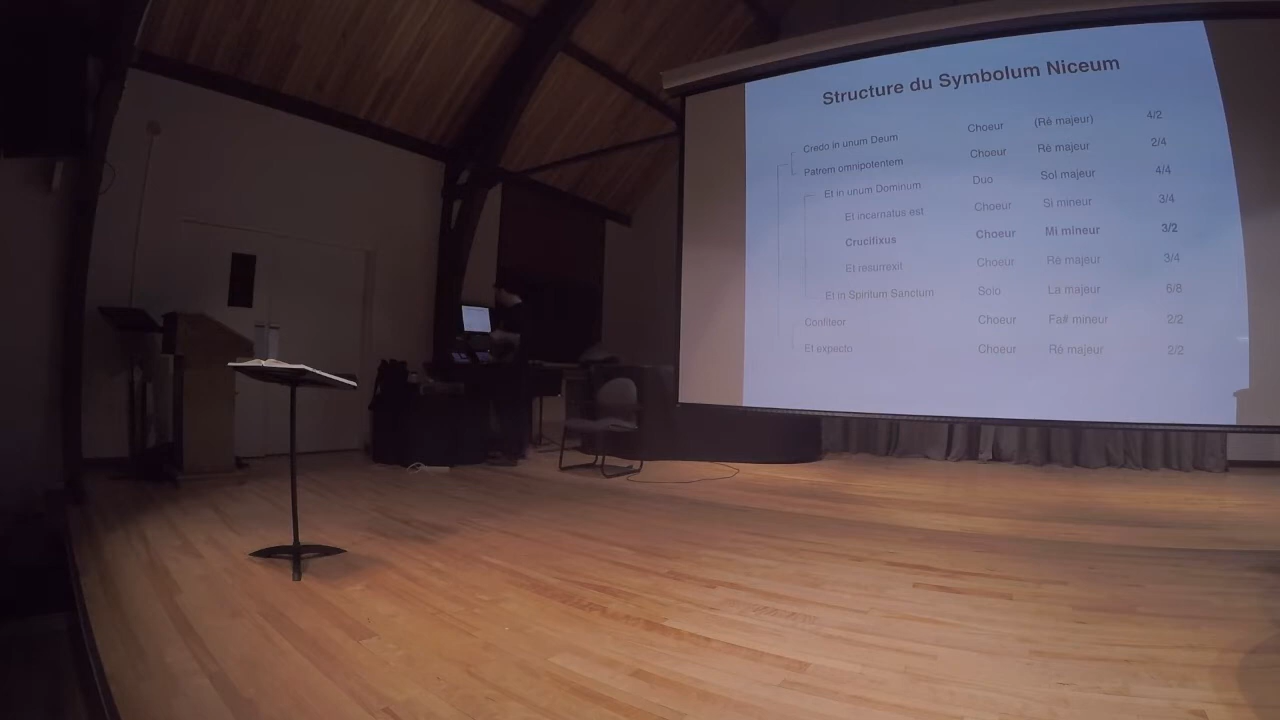 Structure du Symbolum Niceum
Credo in unum Deum Choeur (Ré majeur) 4/2
Patrem omnipotentem Choeur Ré majeur 2/4
Et in unum Dominum Duo Sol majeur 4/4
Et incarnatus est Choeur Si mineur 3/4
Crucifixus Choeur Mi mineur 3/2
Et resurrexit Choeur Ré majeur 3/4
Et in Spiritum Sanctum Solo La majeur 6/8
Confiteor Choeur Fa# mineur 2/2
Et expecto Choeur Ré majeur 2/2